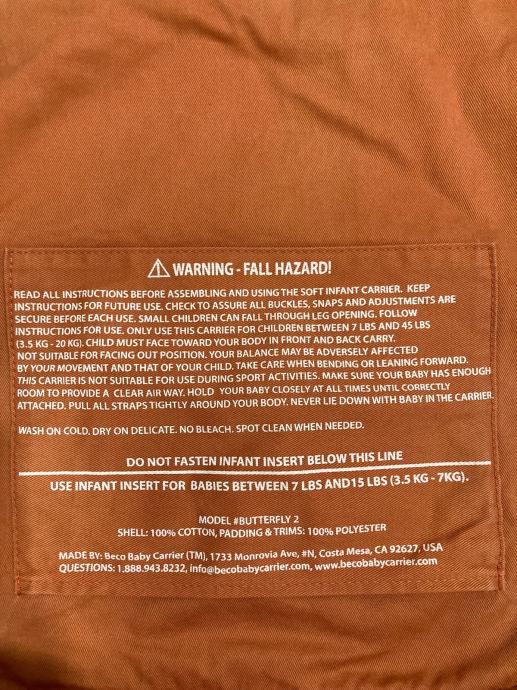 ⚠ WARNING - FALL HAZARD!
READ ALL INSTRUCTIONS BEFORE ASSEMBLING AND USING THE SOFT INFANT CARRIER. KEEP
INSTRUCTIONS FOR FUTURE USE. CHECK TO ASSURE ALL BUCKLES, SNAPS AND ADJUSTMENTS ARE
SECURE BEFORE EACH USE. SMALL CHILDREN CAN FALL THROUGH LEG OPENING. FOLLOW
INSTRUCTIONS FOR USE. ONLY USE THIS CARRIER FOR CHILDREN BETWEEN 7 LBS AND 45 LBS
(3.5 KG - 20 KG). CHILD MUST FACE TOWARD YOUR BODY IN FRONT AND BACK CARRY.
NOT SUITABLE FOR FACING OUT POSITION. YOUR BALANCE MAY BE ADVERSELY AFFECTED
BY YOUR MOVEMENT AND THAT OF YOUR CHILD. TAKE CARE WHEN BENDING OR LEANING FORWARD.
THIS CARRIER IS NOT SUITABLE FOR USE DURING SPORT ACTIVITIES. MAKE SURE YOUR BABY HAS ENOUGH
ROOM TO PROVIDE A CLEAR AIR WAY. HOLD YOUR BABY CLOSELY AT ALL TIMES UNTIL CORRECTLY
ATTACHED. PULL ALL STRAPS TIGHTLY AROUND YOUR BODY. NEVER LIE DOWN WITH BABY IN THE CARRIER.
WASH ON COLD. DRY ON DELICATE. NO BLEACH. SPOT CLEAN WHEN NEEDED.
DO NOT FASTEN INFANT INSERT BELOW THIS LINE
USE INFANT INSERT FOR BABIES BETWEEN 7 LBS AND15 LBS (3.5 KG - 7KG).
MODEL #BUTTERFLY 2
SHELL: 100% COTTON, PADDING & TRIMS: 100% POLYESTER
MADE BY: Beco Baby Carrier (TM), 1733 Monrovia Ave, #N, Costa Mesa, CA 92627, USA
QUESTIONS: 1.888.943.8232, info@becobabycarrier.com, www.becobabycarrier.com